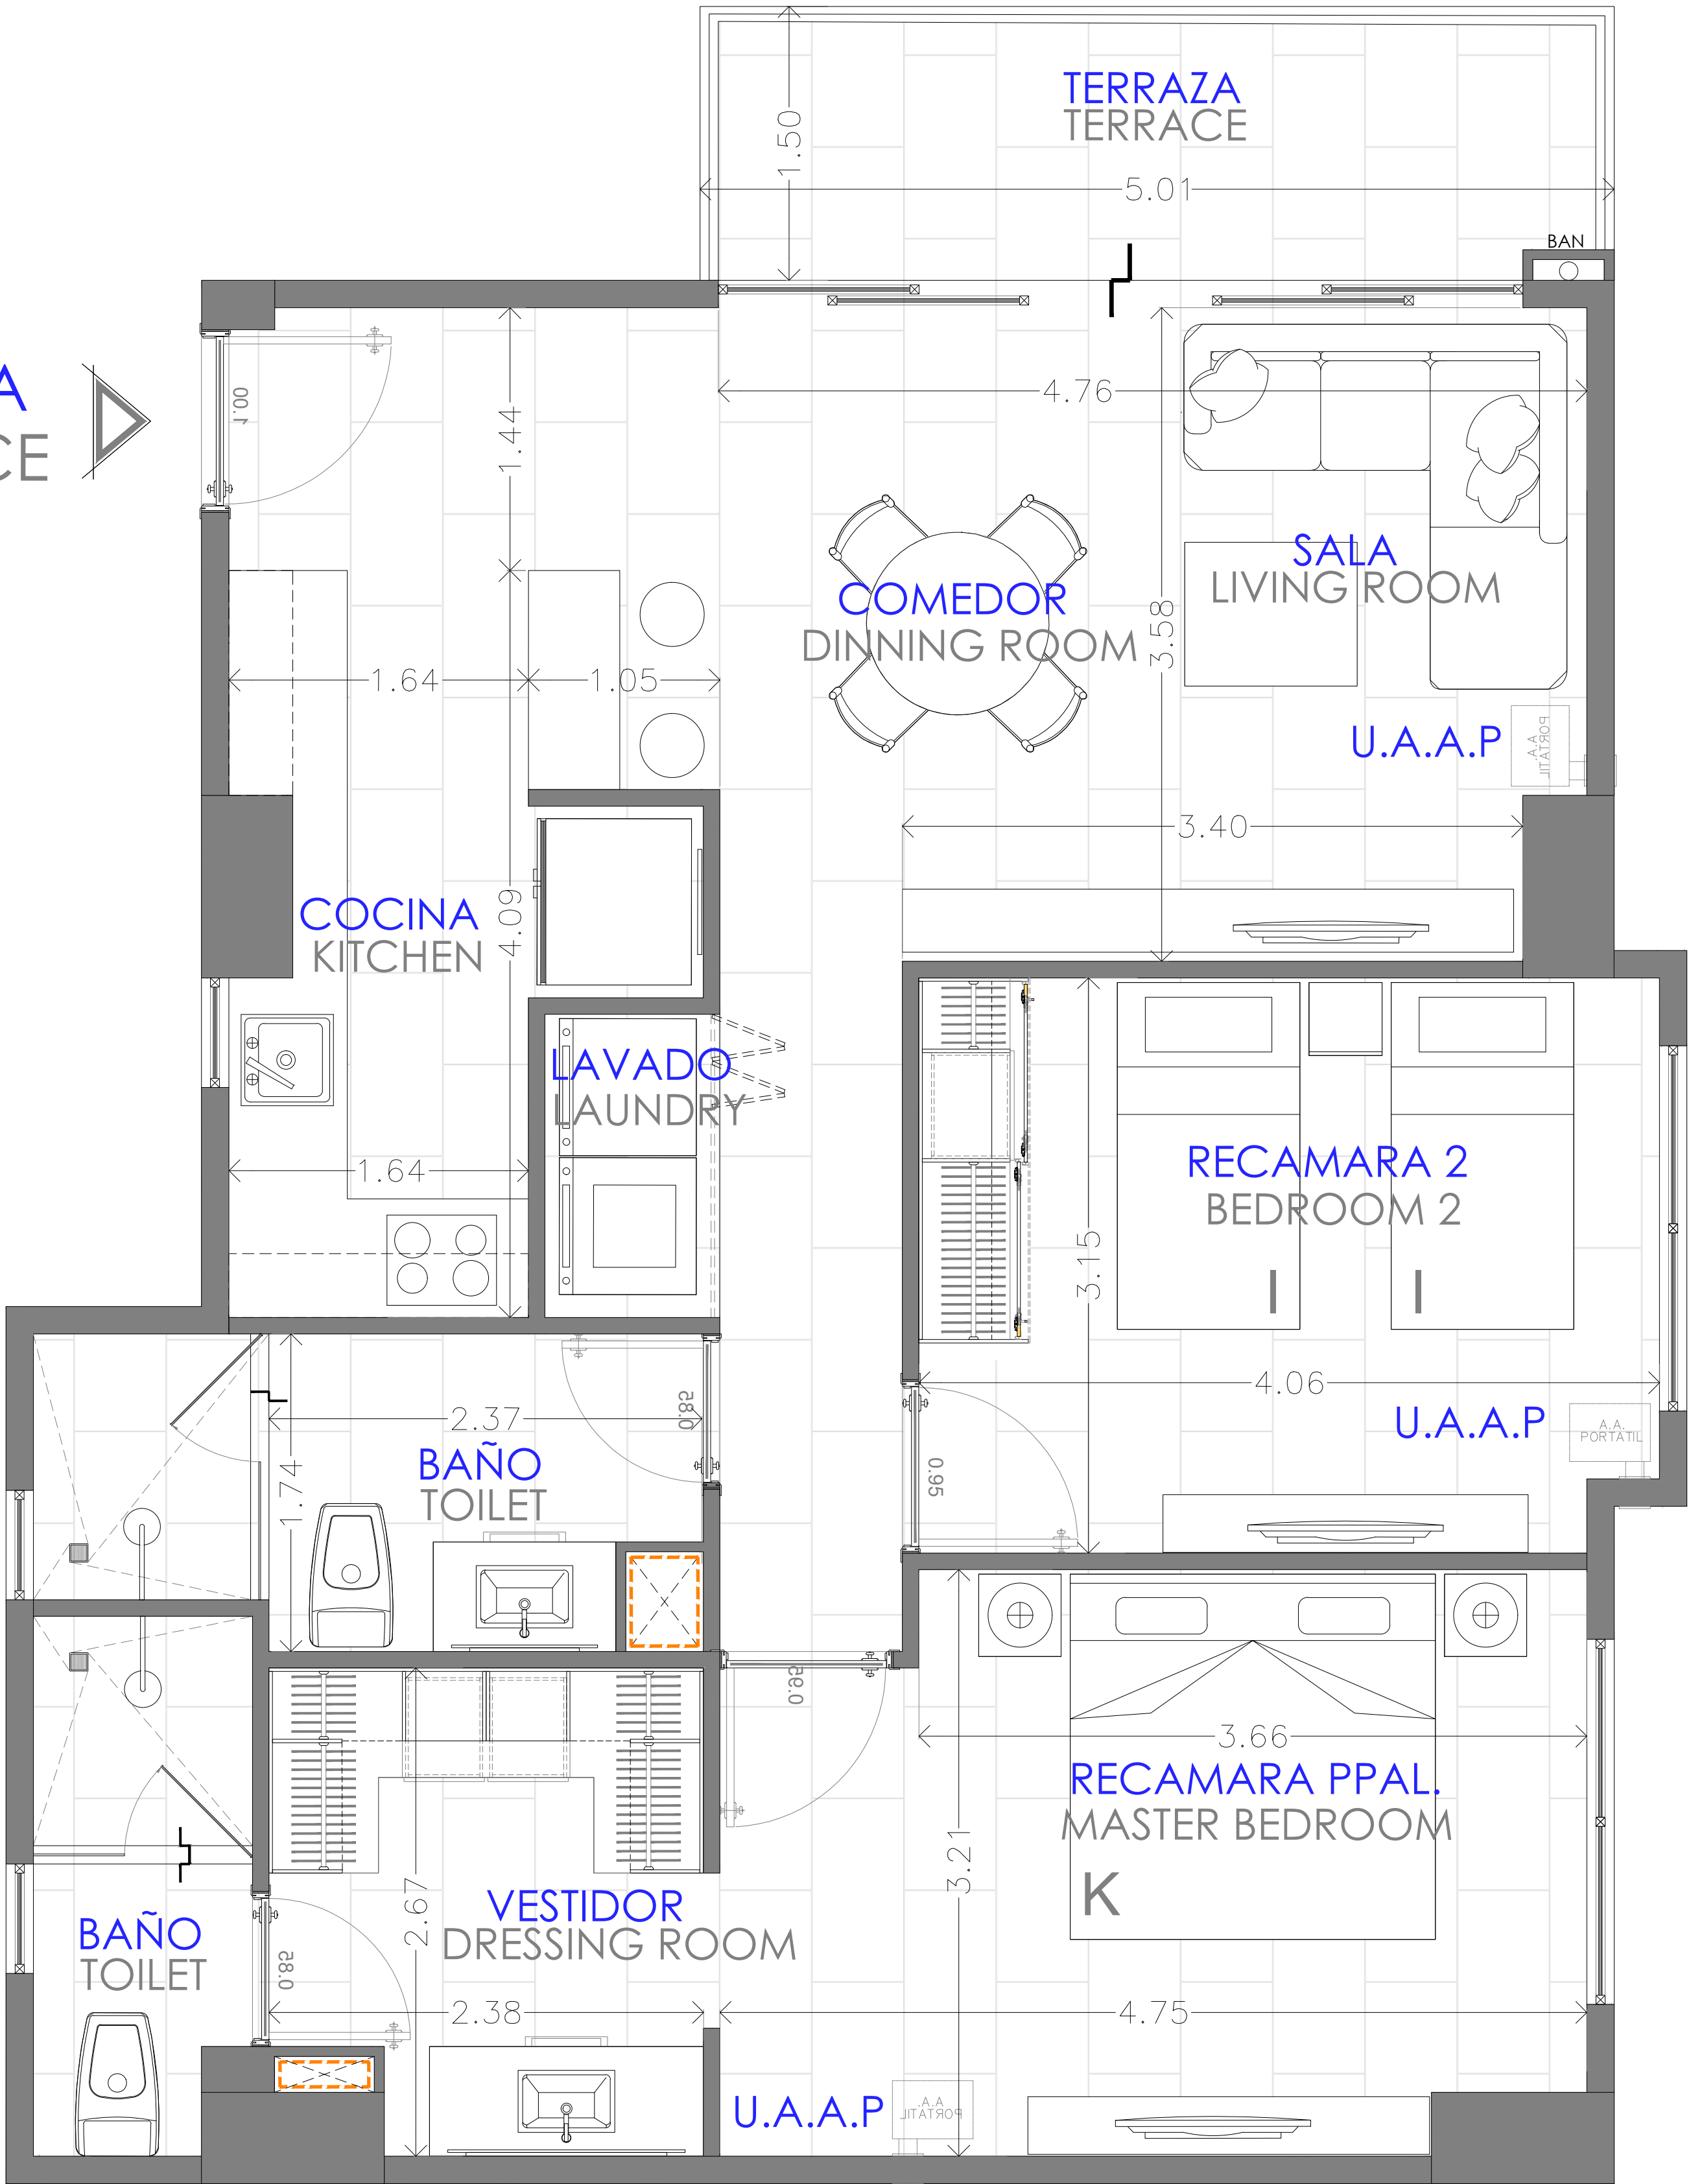 TERRAZA
TERRACE
1.50
5.01
BAN
A
CE
1.00
1.44
4.76
SALA
LIVING ROOM
COMEDOR
DINNING ROOM
3.58
1.64
1.05
U.A.A.P
A.A.
PORTATIL
3.40
COCINA
KITCHEN
4.09
LAVADO
LAUNDRY
1.64
RECAMARA 2
BEDROOM 2
3.15
4.06
U.A.A.P
A.A.
PORTATIL
0.95
2.37
0.85
BAÑO
TOILET
1.74
0.95
3.66
RECAMARA PPAL.
MASTER BEDROOM
K
3.21
VESTIDOR
DRESSING ROOM
2.67
BAÑO
TOILET
0.85
2.38
4.75
U.A.A.P
A.A.
PORTATIL